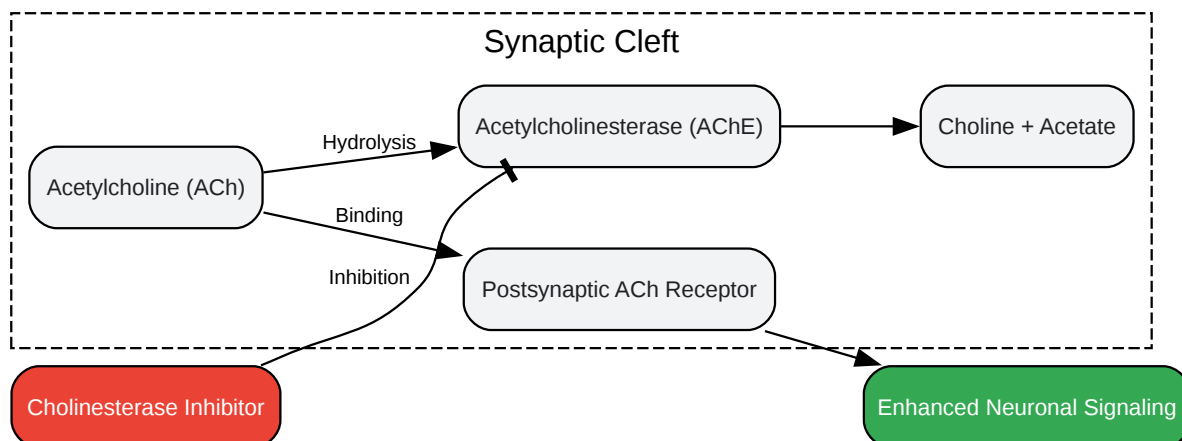 Synaptic Cleft
Acetylcholinesterase (AChE)
Choline + Acetate
Hydrolysis
Acetylcholine (ACh)
Binding
Inhibition
Postsynaptic ACh Receptor
Cholinesterase Inhibitor
Enhanced Neuronal Signaling